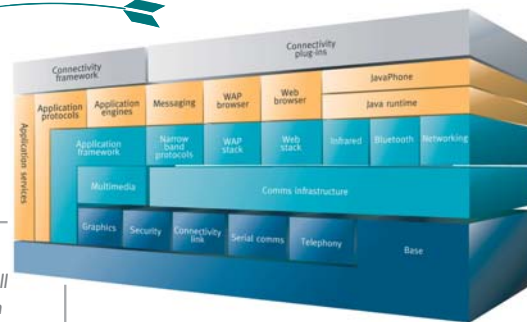 Connectivity
framework
Connectivity
plug-ins
Application services
Application
protocols
Application
engines
Messaging
WAP
browser
Web
browser
JavaPhone
Java runtime
Application
framework
Narrow
band
protocols
WAP
stack
Web
stack
Infrared
Bluetooth
Networking
Multimedia
Comms infrastructure
Graphics
Security
Connectivity
link
Serial comms
Telephony
Base
ll